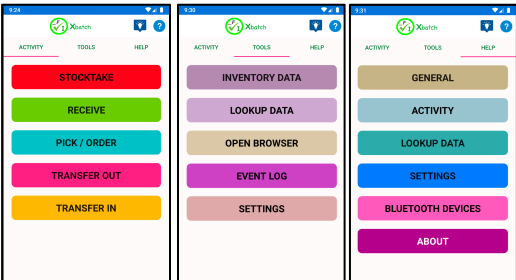 9:24
Xbatch
?
ACTIVITY TOOLS HELP
STOCKTAKE
RECEIVE
PICK / ORDER
TRANSFER OUT
TRANSFER IN
9:30
Xbatch
?
ACTIVITY TOOLS HELP
INVENTORY DATA
LOOKUP DATA
OPEN BROWSER
EVENT LOG
SETTINGS
9:31
Xbatch
?
ACTIVITY TOOLS HELP
GENERAL
ACTIVITY
LOOKUP DATA
SETTINGS
BLUETOOTH DEVICES
ABOUT